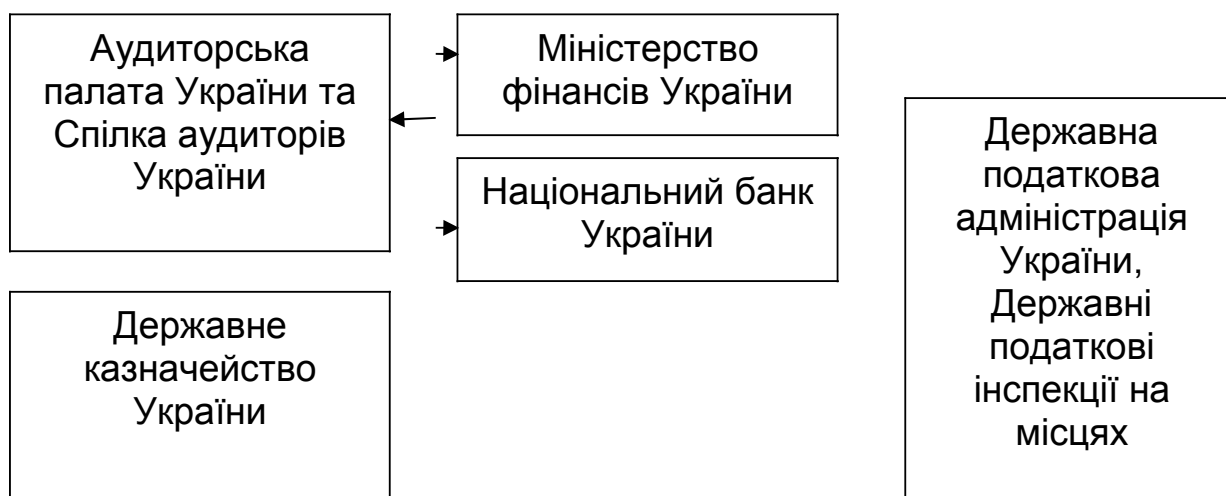 Аудиторська
палата України та
Спілка аудиторів
України
Міністерство
фінансів України
Національний банк
України
Державне
казначейство
України
Державна
податкова
адміністрація
України,
Державні
податкові
інспекції на
місцях